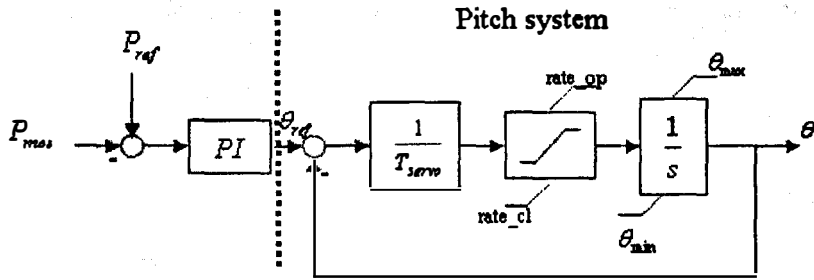 Pitch system
P_ref
rate_op
θ_max
P_mes
-
PI
θ_ref
-
1
T_servo
1
s
θ
rate_cl
θ_min